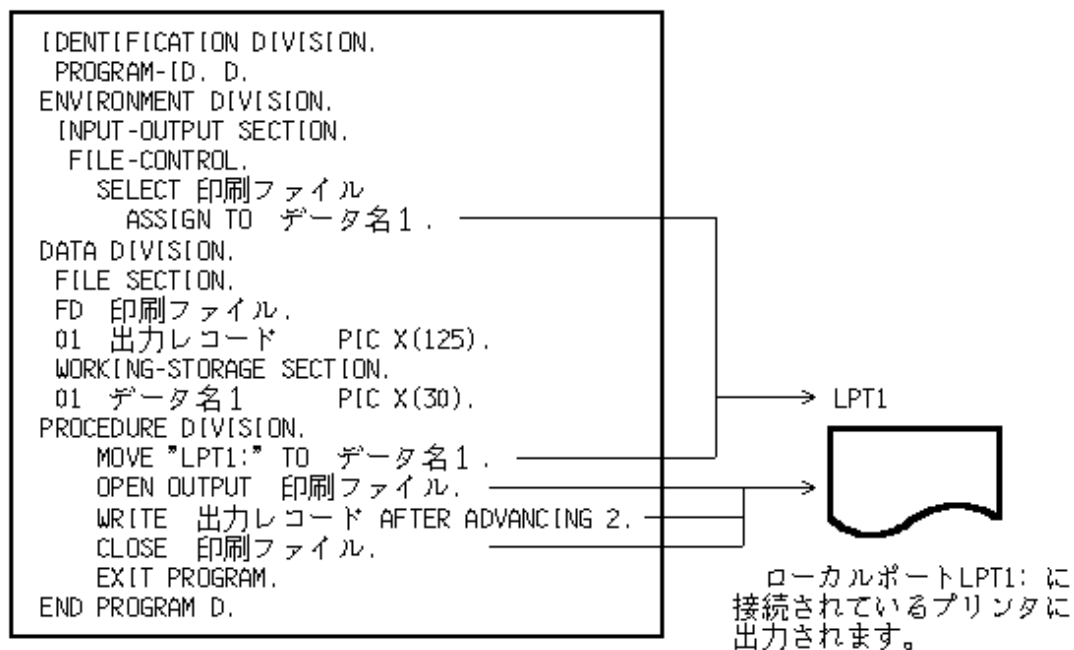 IDENTIFICATION DIVISION.
PROGRAM-ID. D.
ENVIRONMENT DIVISION.
INPUT-OUTPUT SECTION.
FILE-CONTROL.
SELECT 印刷ファイル
ASSIGN TO データ名１.
DATA DIVISION.
FILE SECTION.
FD 印刷ファイル.
01 出力レコード PIC X(125).
WORKING-STORAGE SECTION.
01 データ名１ PIC X(30).
PROCEDURE DIVISION.
MOVE "LPT1:" TO データ名１.
OPEN OUTPUT 印刷ファイル.
WRITE 出力レコード AFTER ADVANCING 2.
CLOSE 印刷ファイル.
EXIT PROGRAM.
END PROGRAM D.
LPT1
ローカルポートLPT1: に
接続されているプリンタに
出力されます。